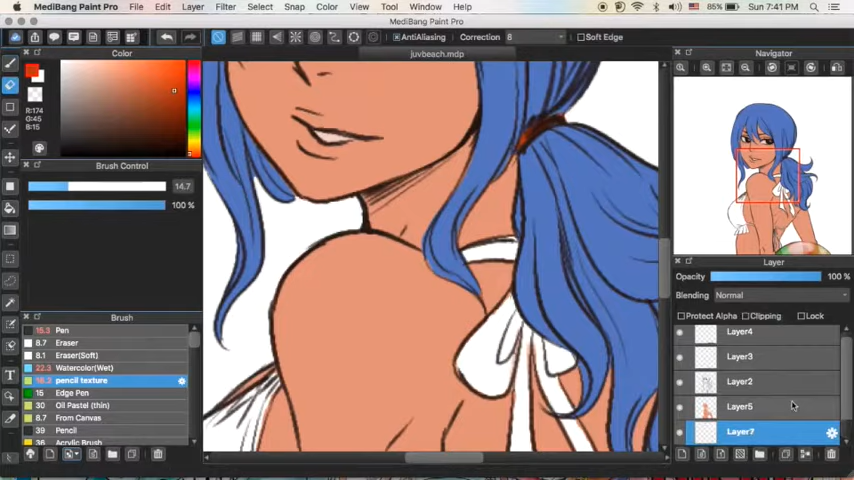 MediBang Paint Pro File Edit Layer Filter Select Snap Color View Tool Help 85% Sun 7:41 PM
MediBang Paint Pro
AntiAliasing Correction 8 Soft Edge
Color juvbeach.mdp Navigator
R:174
G:45
B:15
Brush Control
14.7
100 %
Layer
Opacity 100 %
Blending Normal
Protect Alpha Clipping Lock
Brush
15.3 Pen
8.7 Eraser
8.1 Eraser(Soft)
22.3 Watercolor(Wet)
16.2 pencil texture
15 Edge Pen
30 Oil Pastel (thin)
8.7 From Canvas
39 Pencil
36 Acrylic Brush
Layer4
Layer3
Layer2
Layer5
Layer7